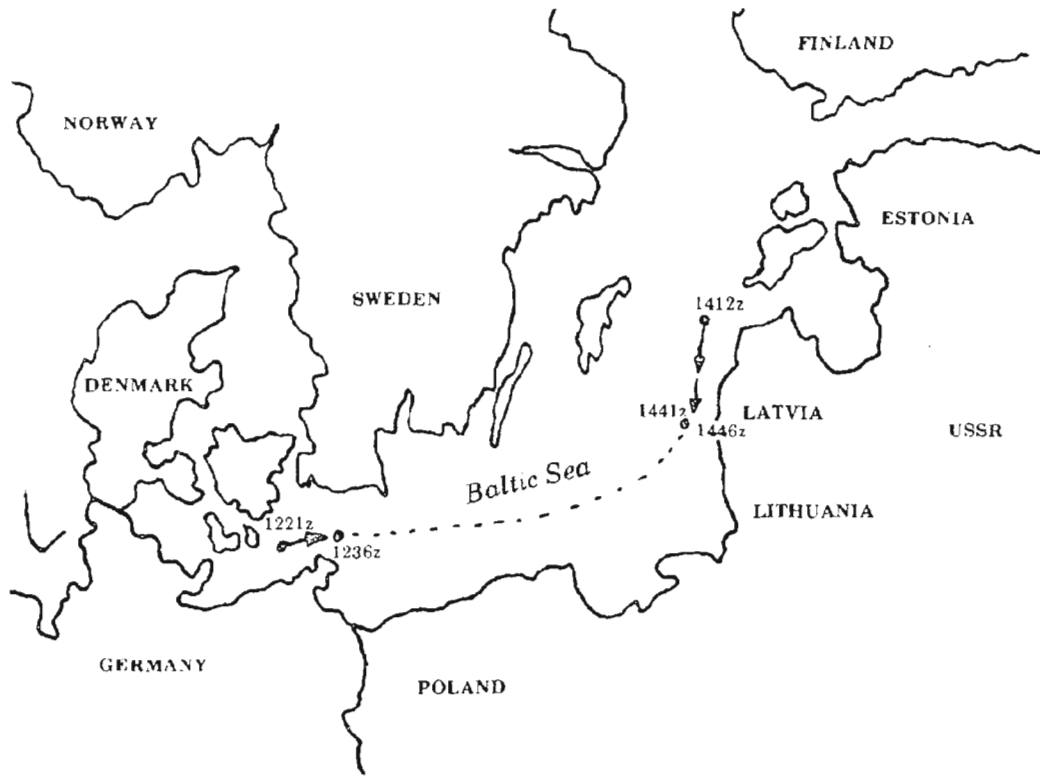 FINLAND
NORWAY
ESTONIA
SWEDEN
1412z
DENMARK
1441z
LATVIA
1446z
USSR
Baltic Sea
LITHUANIA
1221z
1236z
GERMANY
POLAND